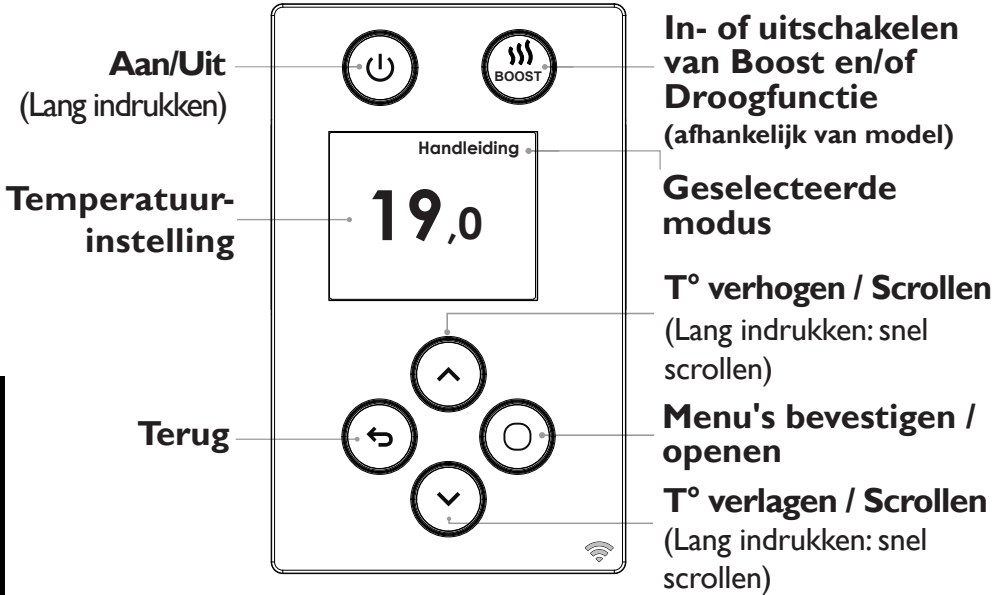 Aan/Uit
(Lang indrukken)
Temperatuur-
instelling
Terug
BOOST
Handleiding
19,0
In- of uitschakelen
van Boost en/of
Droogfunctie
(afhankelijk van model)
Geselecteerde
modus
T° verhogen / Scrollen
(Lang indrukken: snel
scrollen)
Menu's bevestigen /
openen
T° verlagen / Scrollen
(Lang indrukken: snel
scrollen)